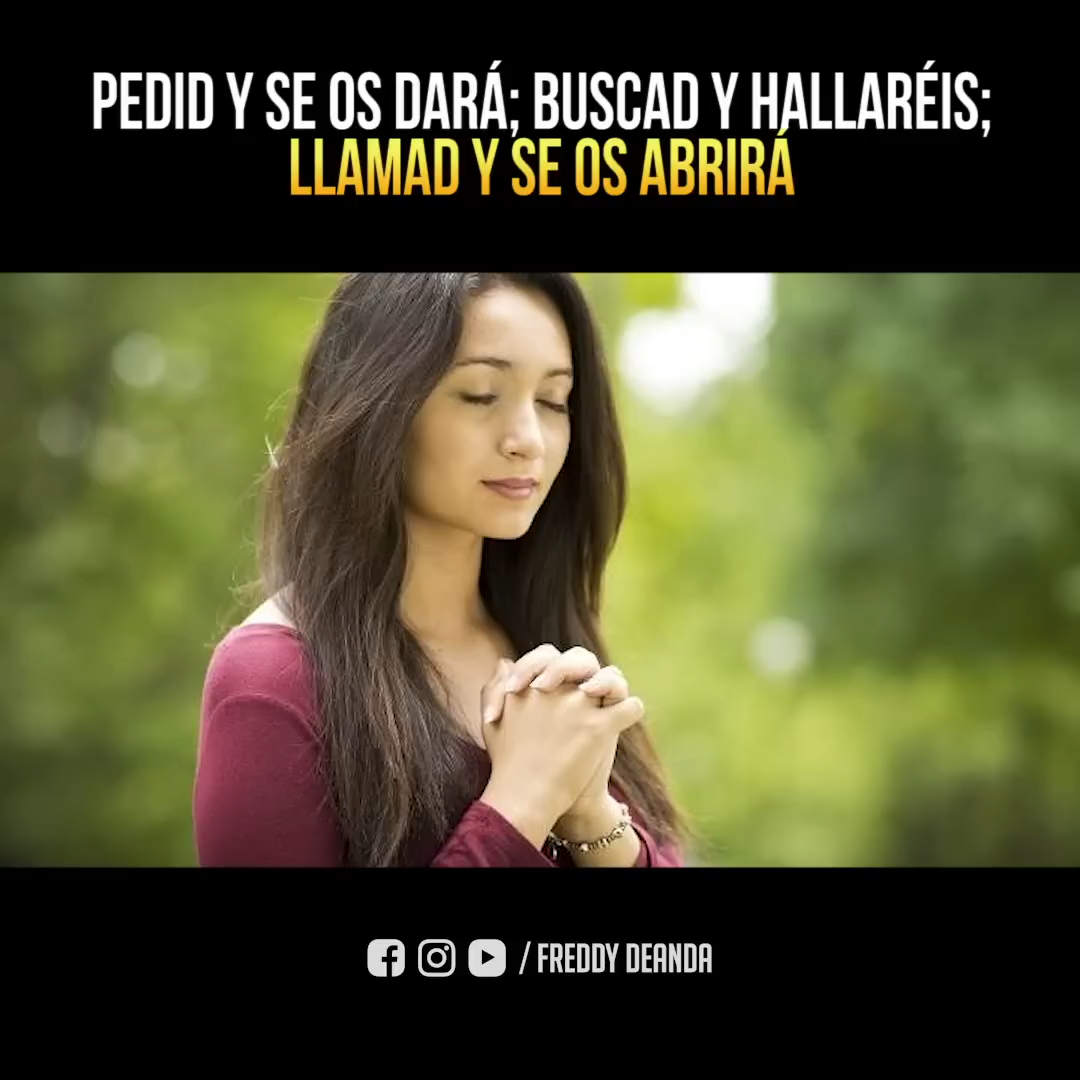 PEDID Y SE OS DARÁ; BUSCAD Y HALLARÉIS;
LLAMAD Y SE OS ABRIRÁ
/ FREDDY DEANDA